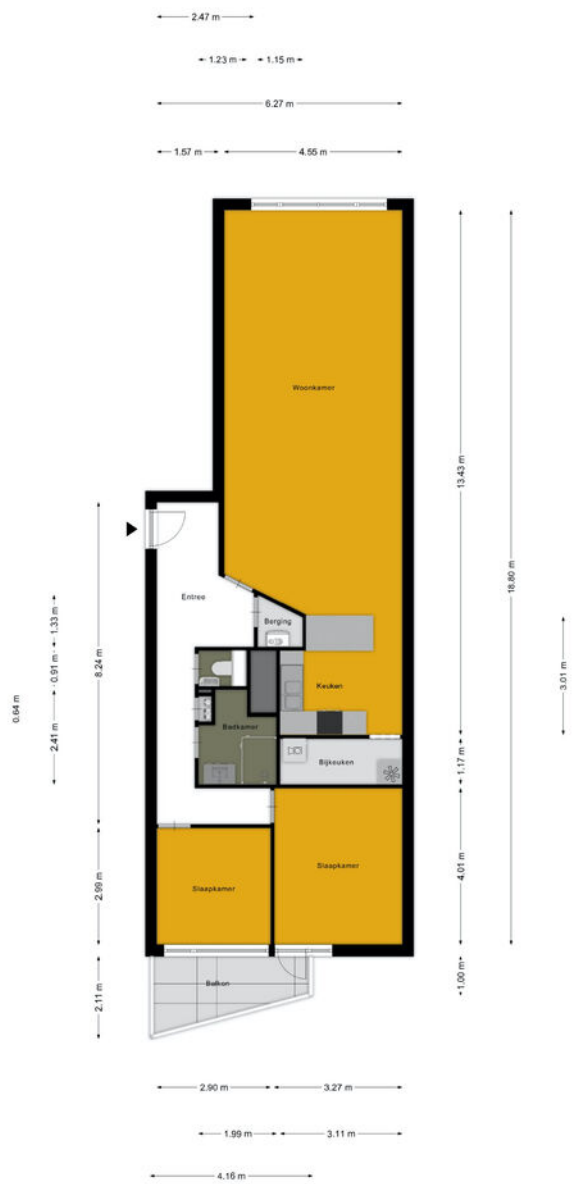 2.47 m
1.23 m
1.15 m
6.27 m
1.57 m
4.55 m
Woonkamer
13.43 m
18.80 m
Entree
8.24 m
1.33 m
0.91 m
2.41 m
0.64 m
Berging
3.01 m
Keuken
Badkamer
Bijkeuken
1.17 m
Slaapkamer
Slaapkamer
4.01 m
2.99 m
Balkon
2.11 m
1.00 m
2.90 m
3.27 m
1.99 m
3.11 m
4.16 m